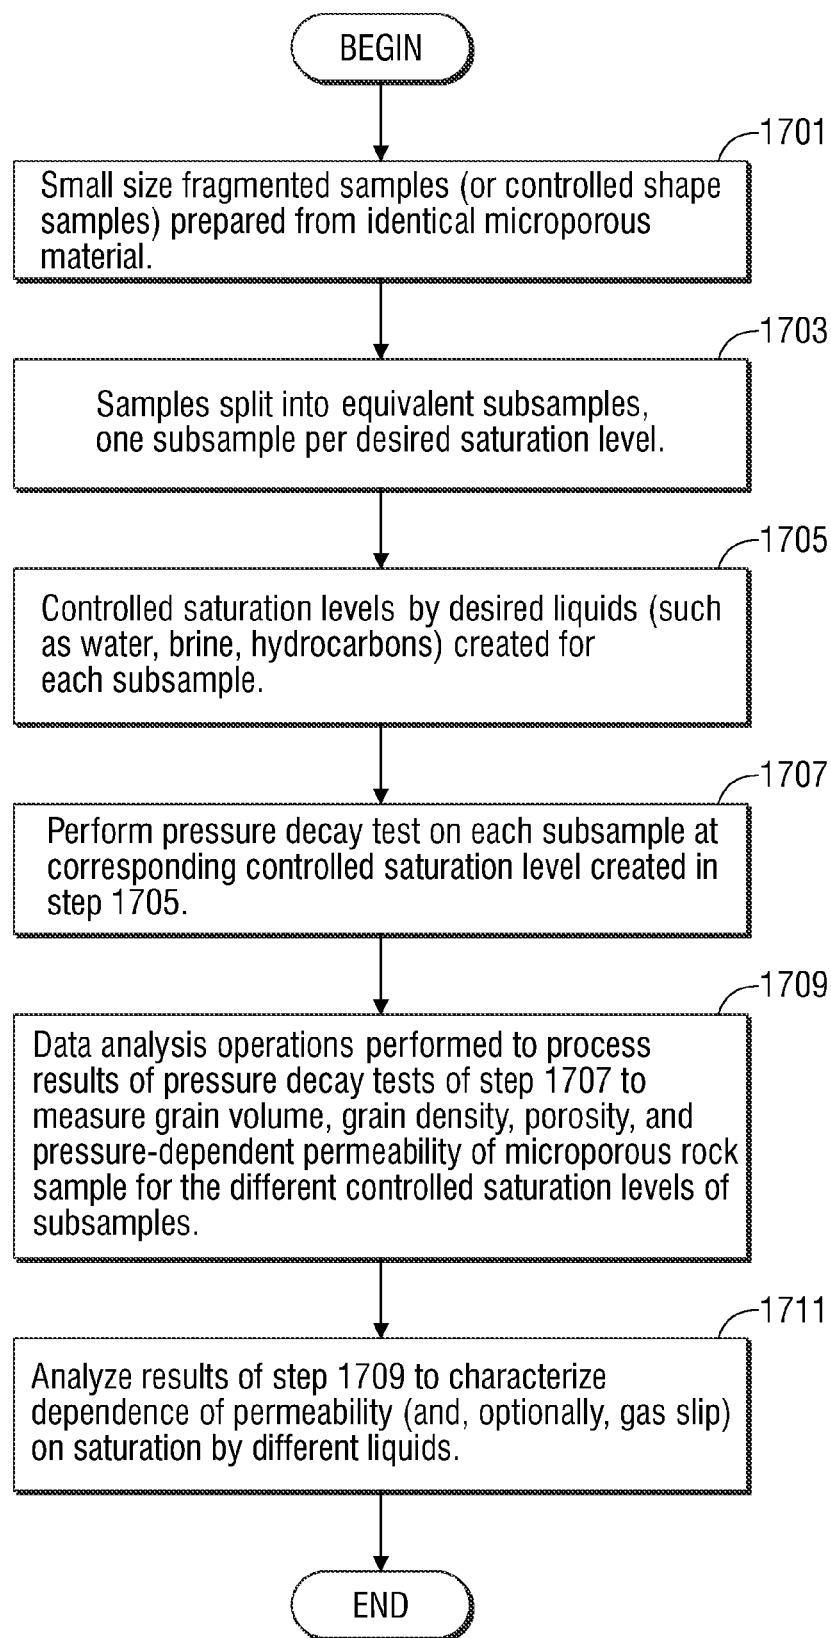 BEGIN
1701
Small size fragmented samples (or controlled shape
samples) prepared from identical microporous
material.
1703
Samples split into equivalent subsamples,
one subsample per desired saturation level.
1705
Controlled saturation levels by desired liquids (such
as water, brine, hydrocarbons) created for
each subsample.
1707
Perform pressure decay test on each subsample at
corresponding controlled saturation level created in
step 1705.
1709
Data analysis operations performed to process
results of pressure decay tests of step 1707 to
measure grain volume, grain density, porosity, and
pressure-dependent permeability of microporous rock
sample for the different controlled saturation levels of
subsamples.
1711
Analyze results of step 1709 to characterize
dependence of permeability (and, optionally, gas slip)
on saturation by different liquids.
END